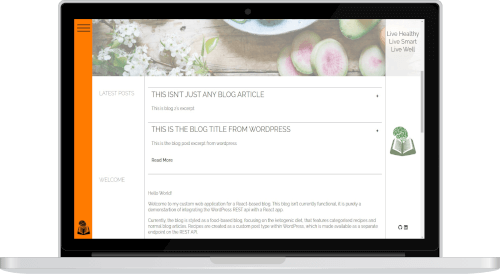 Live Healthy
Live Smart
Live Well
LATEST POSTS
THIS ISN'T JUST ANY BLOG ARTICLE
This is blog 2's excerpt
THIS IS THE BLOG TITLE FROM WORDPRESS
This is the blog post excerpt from wordpress
Read More
WELCOME
Hello World!
Welcome to my custom web application for a React-based blog. This blog isn't currently functional, it is purely a
demonstration of integrating the WordPress REST api with a React app.
Currently, the blog is styled as a food-based blog, focusing on the ketogenic diet, that features categorised recipes and
normal blog articles. Recipes are created as a custom post type within WordPress, which is made available as a separate
endpoint on the REST API.